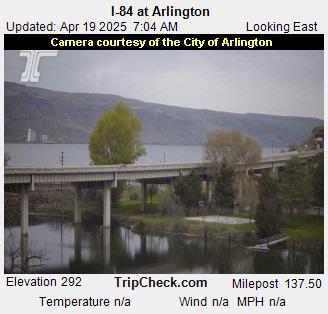 I-84 at Arlington
Updated: Apr 19 2025 7:04 AM Looking East
Camera courtesy of the City of Arlington
Elevation 292 TripCheck.com Milepost 137.50
Temperature n/a Wind n/a MPH n/a